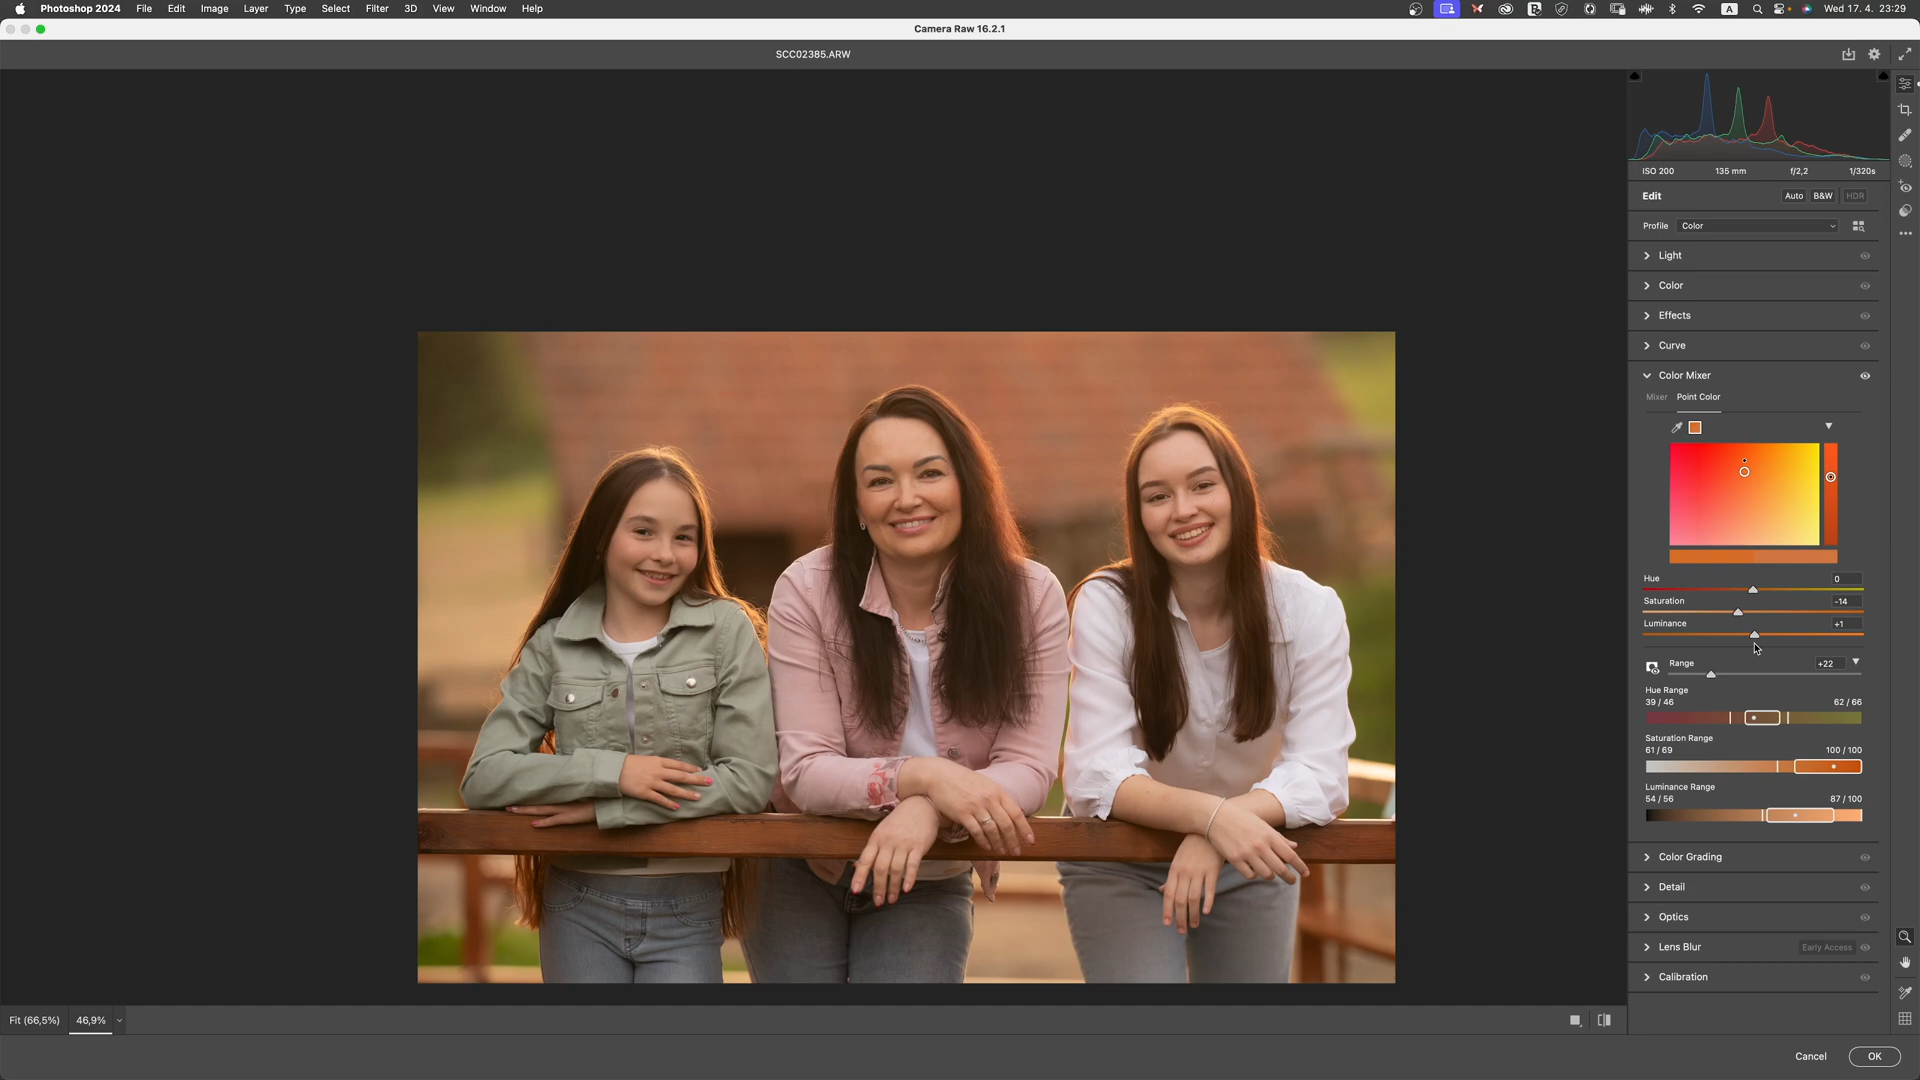 Photoshop 2024 File Edit Image Layer Type Select Filter 3D View Window Help A Wed 17. 4. 23:29
Camera Raw 16.2.1
SCC02385.ARW
ISO 200 135 mm f/2,2 1/320s
Edit Auto B&W HDR
Profile Color
Light
Color
Effects
Curve
Color Mixer
Mixer Point Color
Hue 0
Saturation -14
Luminance +1
Range +22
Hue Range
39 / 46 62 / 66
Saturation Range
61 / 69 100 / 100
Luminance Range
54 / 56 87 / 100
Color Grading
Detail
Optics
Lens Blur Early Access
Calibration
Fit (66,5%) 46,9%
Cancel OK